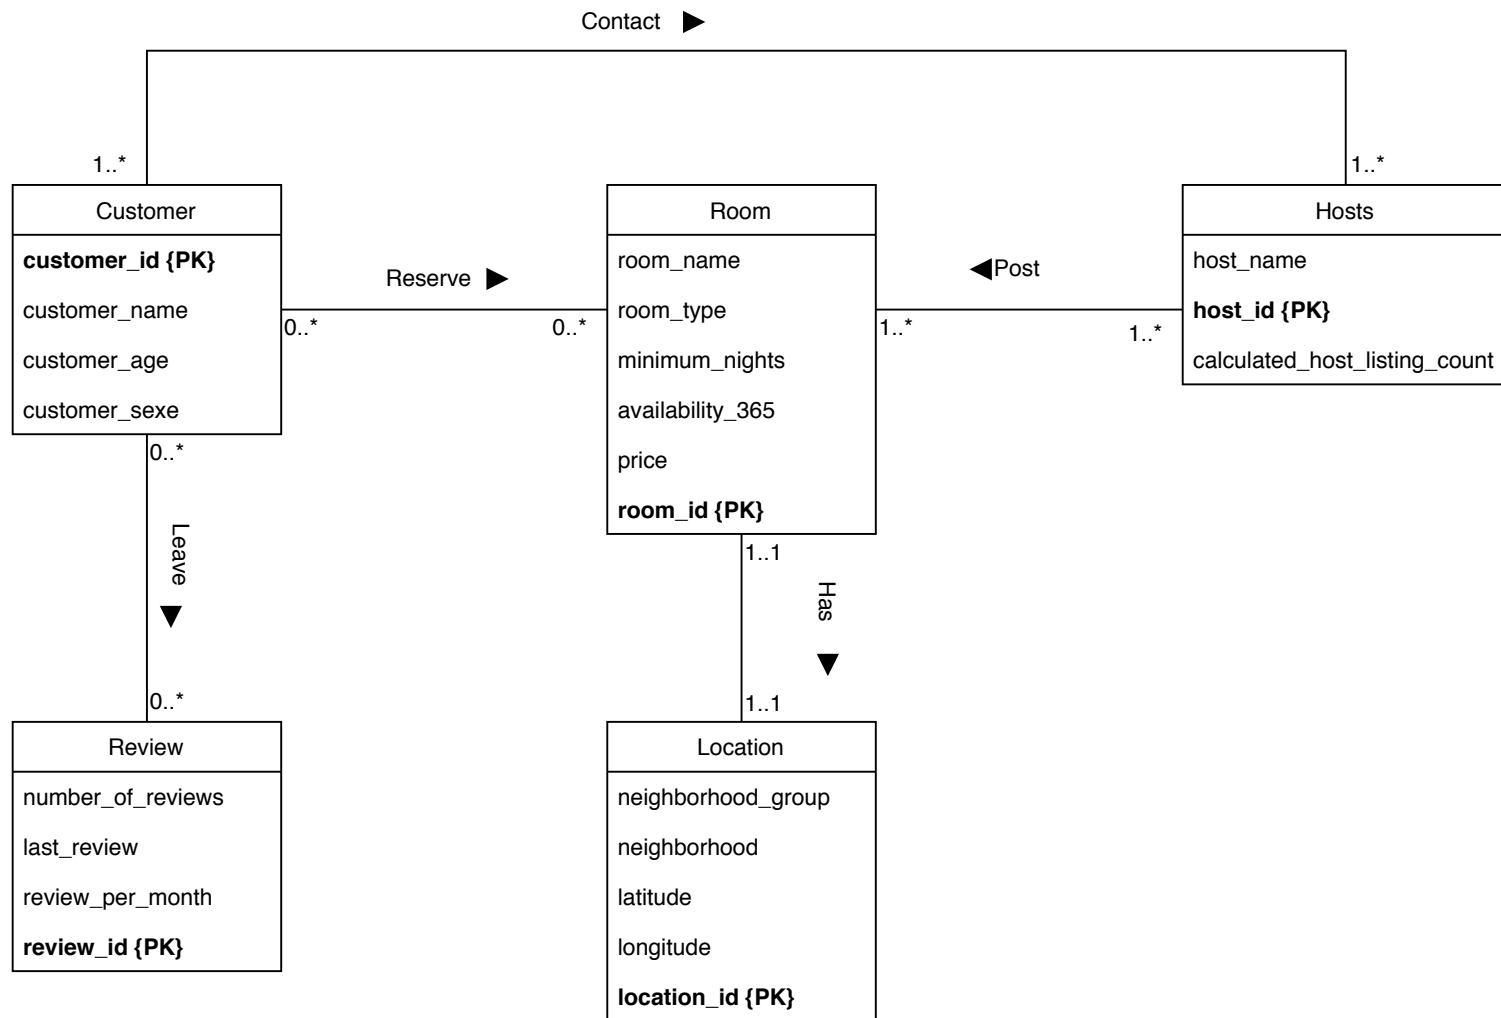 Contact ▶
1..*
1..*
Customer
customer_id {PK}
customer_name
customer_age
customer_sexe
Reserve ▶
0..*
0..*
Room
room_name
room_type
minimum_nights
availability_365
price
room_id {PK}
◀Post
1..*
1..*
Hosts
host_name
host_id {PK}
calculated_host_listing_count
0..*
Leave ▼
0..*
1..1
Has ▼
1..1
Review
number_of_reviews
last_review
review_per_month
review_id {PK}
Location
neighborhood_group
neighborhood
latitude
longitude
location_id {PK}